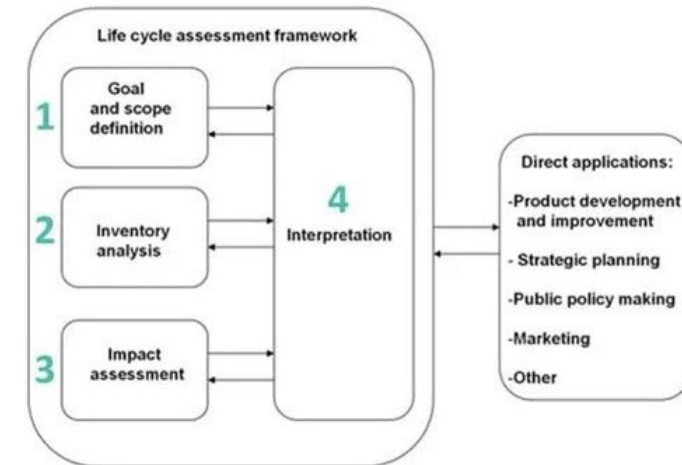 Life cycle assessment framework
1
Goal
and scope
definition
2
Inventory
analysis
3
Impact
assessment
4
Interpretation
Direct applications:
-Product development
and improvement
- Strategic planning
-Public policy making
-Marketing
-Other